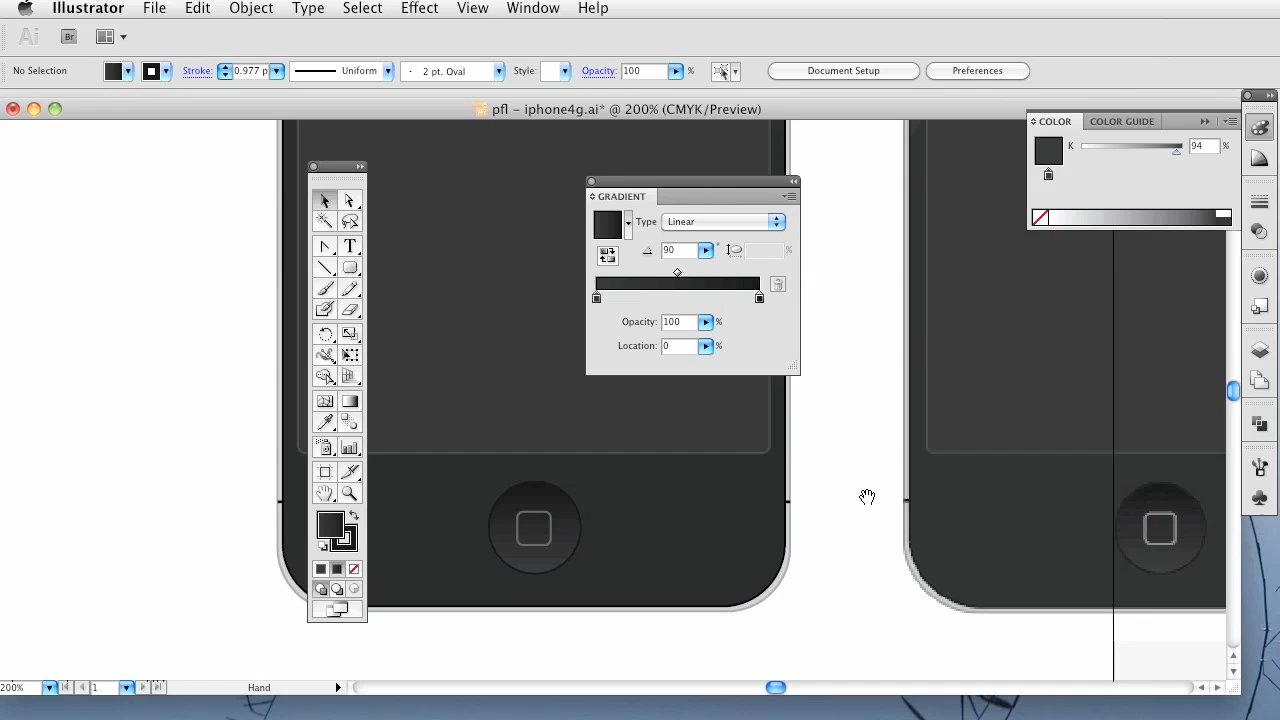 Illustrator File Edit Object Type Select Effect View Window Help
Ai Br
No Selection Stroke: 0.977 p Uniform 2 pt. Oval Style: Opacity: 100 % Document Setup Preferences
pfl – iphone4g.ai* @ 200% (CMYK/Preview)
COLOR COLOR GUIDE
K 94 %
GRADIENT
Type Linear
90 °
%
Opacity: 100 %
Location: 0 %
T
200% 1 Hand